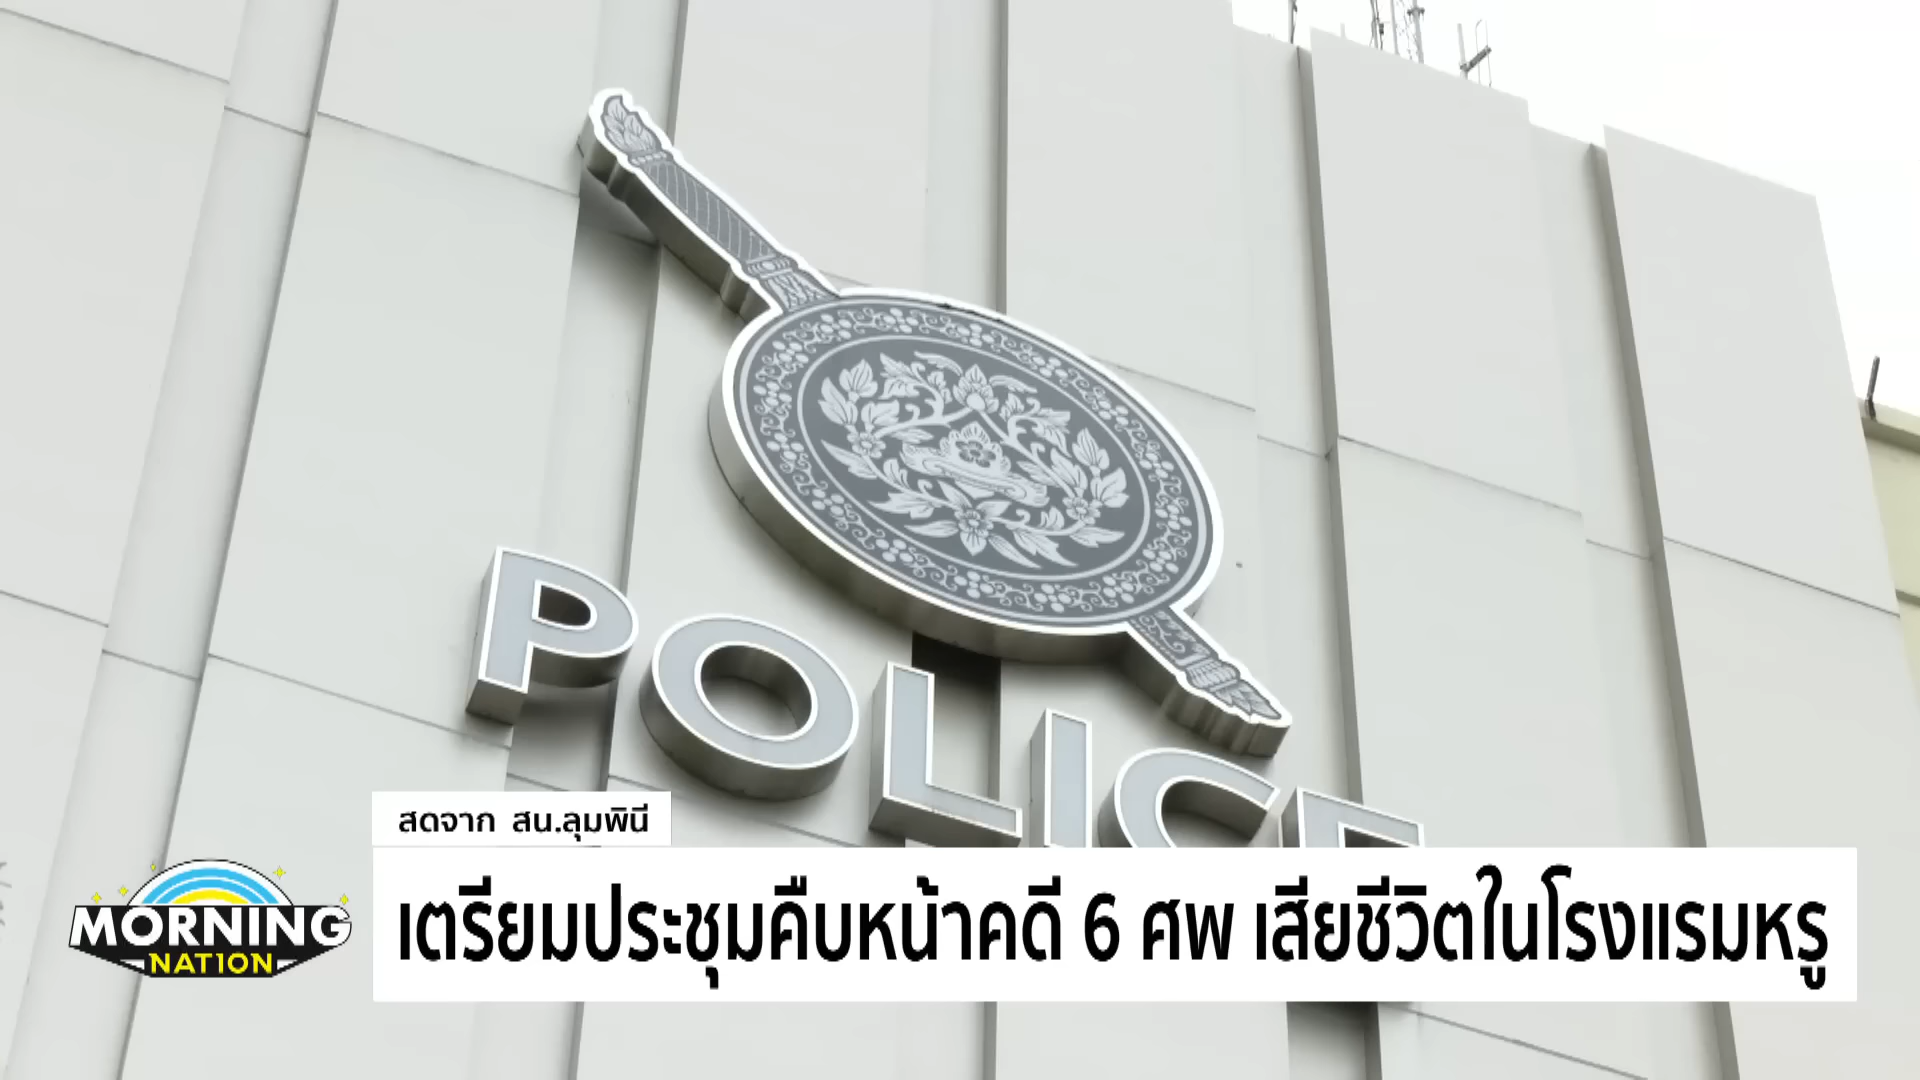 POLICE
สดจาก สน.ลุมพินี
เตรียมประชุมคืบหน้าคดี 6 ศพ เสียชีวิตในโรงแรมหรู
MORNING
NAT1ON